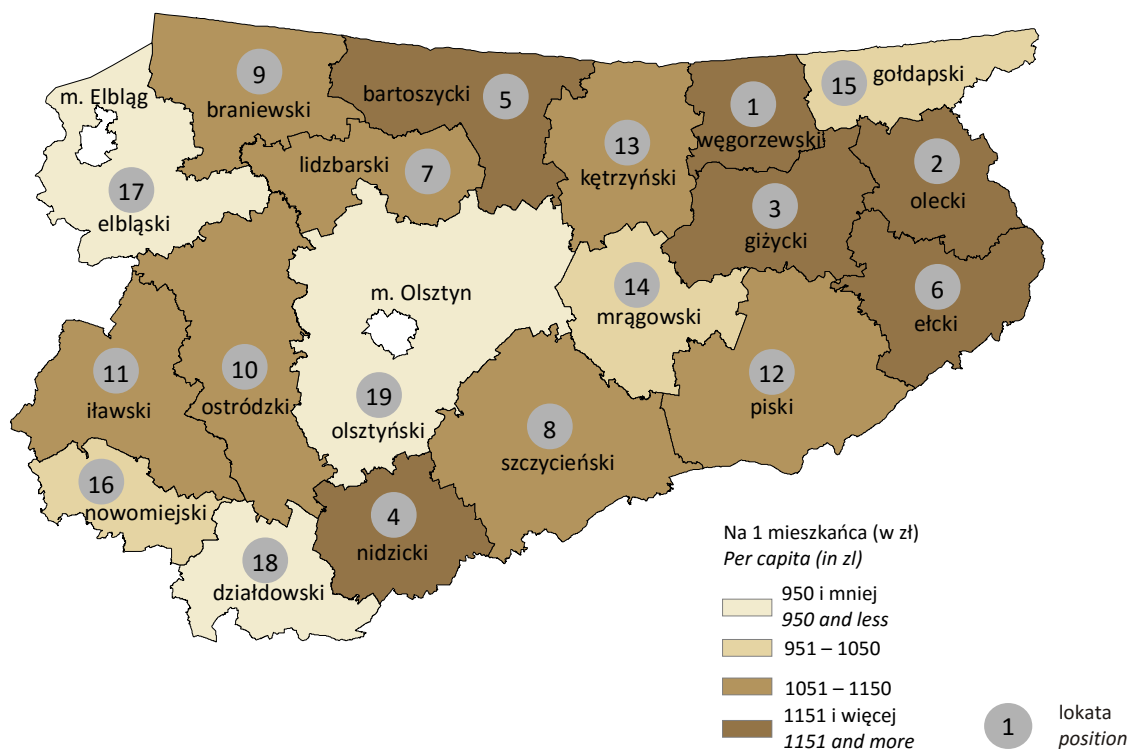 9
braniewski
m. Elbląg
bartoszycki
5
1
węgorzewski
15
gołdapski
lidzbarski
7
13
kętrzyński
2
olecki
17
elbląski
3
giżycki
m. Olsztyn
14
mrągowski
6
ełcki
11
iławski
10
ostródzki
19
olsztyński
12
piski
8
szczycieński
16
nowomiejski
4
nidzicki
18
działdowski
Na 1 mieszkańca (w zł)
Per capita (in zl)
950 i mniej
950 and less
951 – 1050
1051 – 1150
1151 i więcej
1151 and more
1
lokata
position